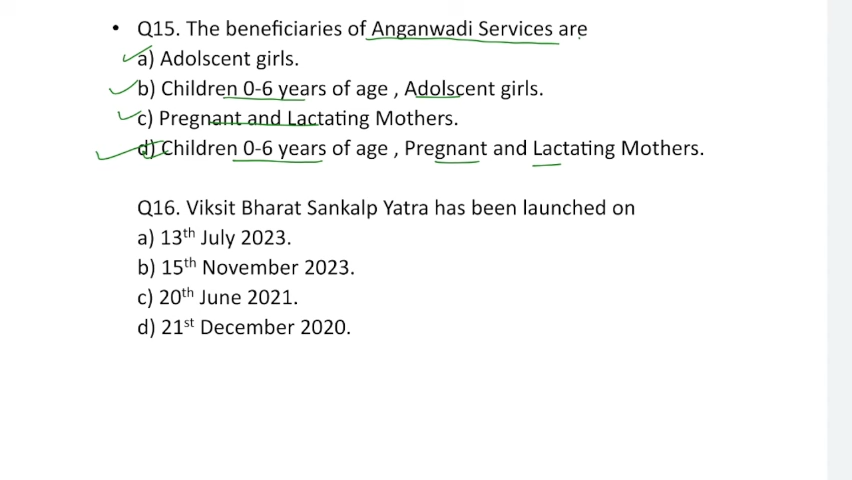 • Q15. The beneficiaries of Anganwadi Services are
a) Adolscent girls.
b) Children 0-6 years of age , Adolscent girls.
c) Pregnant and Lactating Mothers.
d) Children 0-6 years of age , Pregnant and Lactating Mothers.
Q16. Viksit Bharat Sankalp Yatra has been launched on
a) 13th July 2023.
b) 15th November 2023.
c) 20th June 2021.
d) 21st December 2020.